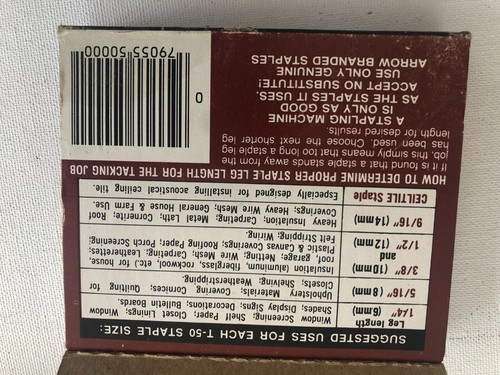 SUGGESTED USES FOR EACH T-50 STAPLE SIZE:
Leg length
1/4" (6mm)
Window Screening; Shelf Paper; Window
Shades; Display; Signs; Closet Linings;
Decorations; Bulletin Boards.
5/16" (8mm)
Upholstery Materials; Cornices; Quilting for
Closets; Shelving; Covering; Weatherstripping.
3/8" (10mm)
and
1/2" (12mm)
Insulation (aluminum, fiberglass, rockwool, etc.) for house,
roof, garage; Netting; Wire Mesh; Carpeting; Leatherettes;
Plastic & Canvas Coverings; Roofing Paper; Porch Screening;
Felt Stripping; Wiring.
9/16" (14mm)
Heavy Insulation; Carpeting; Metal Lath; Cornerite; Roof
Coverings; Heavy Wire Mesh; General Farm & House Use.
CEILTILE Staple
Especially designed for installing acoustical ceiling tile.
HOW TO DETERMINE PROPER STAPLE LEG LENGTH FOR THE TACKING JOB
If it is found that a staple stands away from the
job, this simply means that too long a staple leg
has been used. Choose the next shorter leg
length for desired results.
A STAPLING MACHINE
IS ONLY AS GOOD
AS THE STAPLES IT USES.
ACCEPT NO SUBSTITUTE!
USE ONLY GENUINE
ARROW BRANDED STAPLES
0
79055 50000